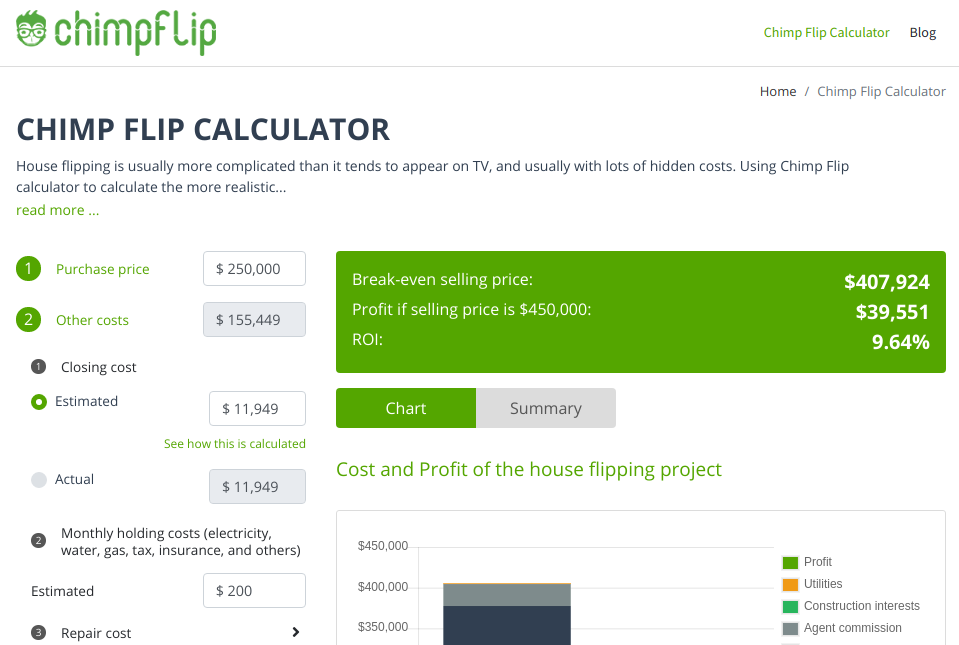 chimpflip
Chimp Flip Calculator
Blog
Home / Chimp Flip Calculator
CHIMP FLIP CALCULATOR
House flipping is usually more complicated than it tends to appear on TV, and usually with lots of hidden costs. Using Chimp Flip
calculator to calculate the more realistic...
read more ...
1 Purchase price $ 250,000
2 Other costs $ 155,449
1 Closing cost
Estimated $ 11,949
See how this is calculated
Actual $ 11,949
2 Monthly holding costs (electricity,
water, gas, tax, insurance, and others)
Estimated $ 200
3 Repair cost
Break-even selling price: $407,924
Profit if selling price is $450,000: $39,551
ROI: 9.64%
Chart Summary
Cost and Profit of the house flipping project
$450,000
$400,000
$350,000
Profit
Utilities
Construction interests
Agent commission